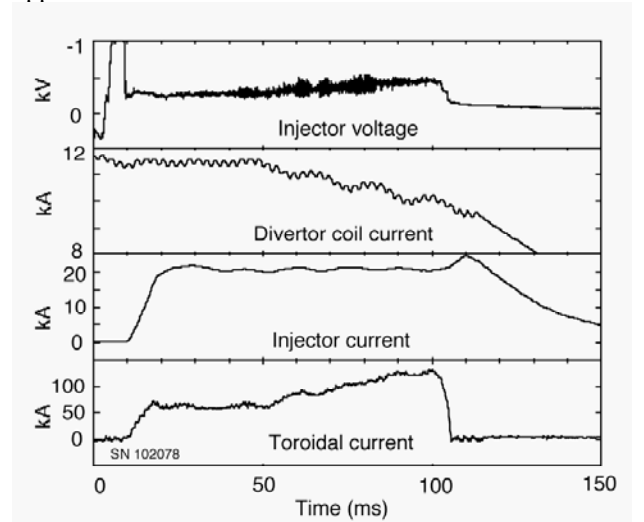 -1
kV
0
Injector voltage
12
kA
8
Divertor coil current
20
kA
10
0
Injector current
100
kA
50
0
Toroidal current
SN 102078
0 50 100 150
Time (ms)